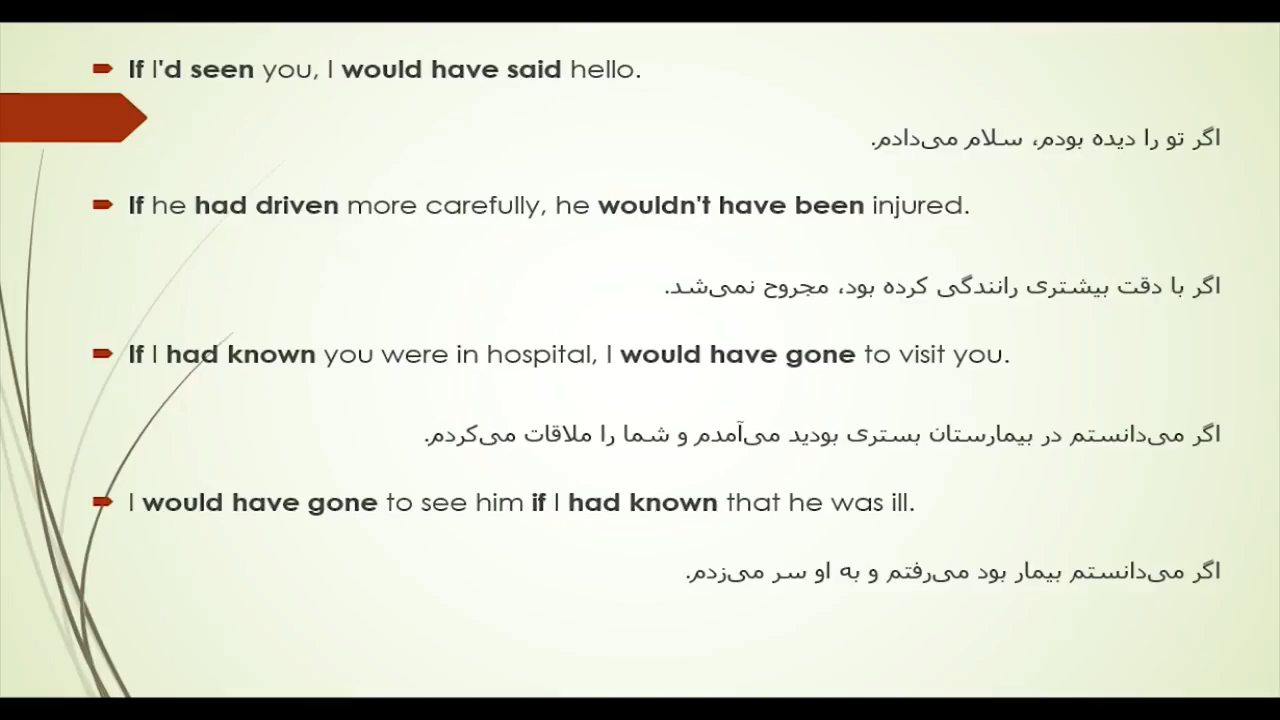 If I'd seen you, I would have said hello.
اگر تو را دیده بودم، سلام می‌دادم.
If he had driven more carefully, he wouldn't have been injured.
اگر با دقت بیشتری رانندگی کرده بود، مجروح نمی‌شد.
If I had known you were in hospital, I would have gone to visit you.
اگر می‌دانستم در بیمارستان بستری بودید می‌آمدم و شما را ملاقات می‌کردم.
I would have gone to see him if I had known that he was ill.
اگر می‌دانستم بیمار بود می‌رفتم و به او سر می‌زدم.